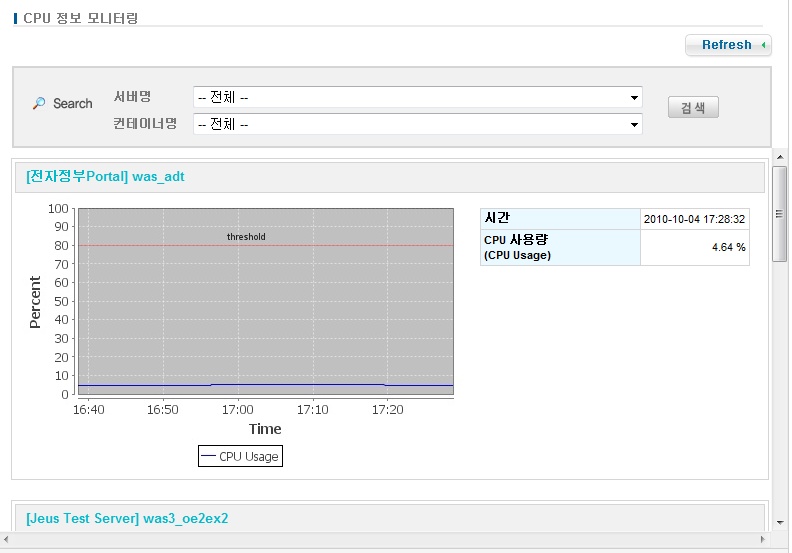 CPU 정보 모니터링
Refresh
Search
서버명
-- 전체 --
컨테이너명
-- 전체 --
검색
[전자정부Portal] was_adt
100
90
80
70
60
50
40
30
20
10
0
Percent
threshold
16:40 16:50 17:00 17:10 17:20
Time
CPU Usage
시간 2010-10-04 17:28:32
CPU 사용량
(CPU Usage)
4.64 %
[Jeus Test Server] was3_oe2ex2